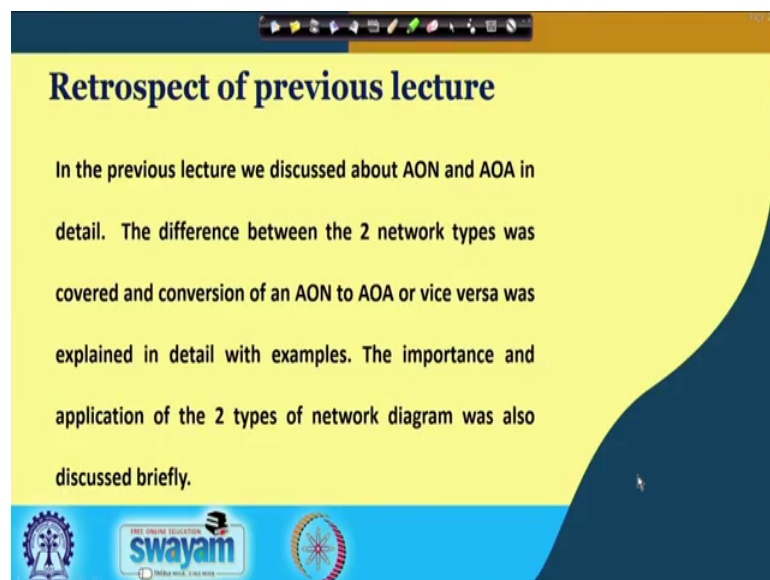 Retrospect of previous lecture
In the previous lecture we discussed about AON and AOA in
detail. The difference between the 2 network types was
covered and conversion of an AON to AOA or vice versa was
explained in detail with examples. The importance and
application of the 2 types of network diagram was also
discussed briefly.
FREE ONLINE EDUCATION
swayam